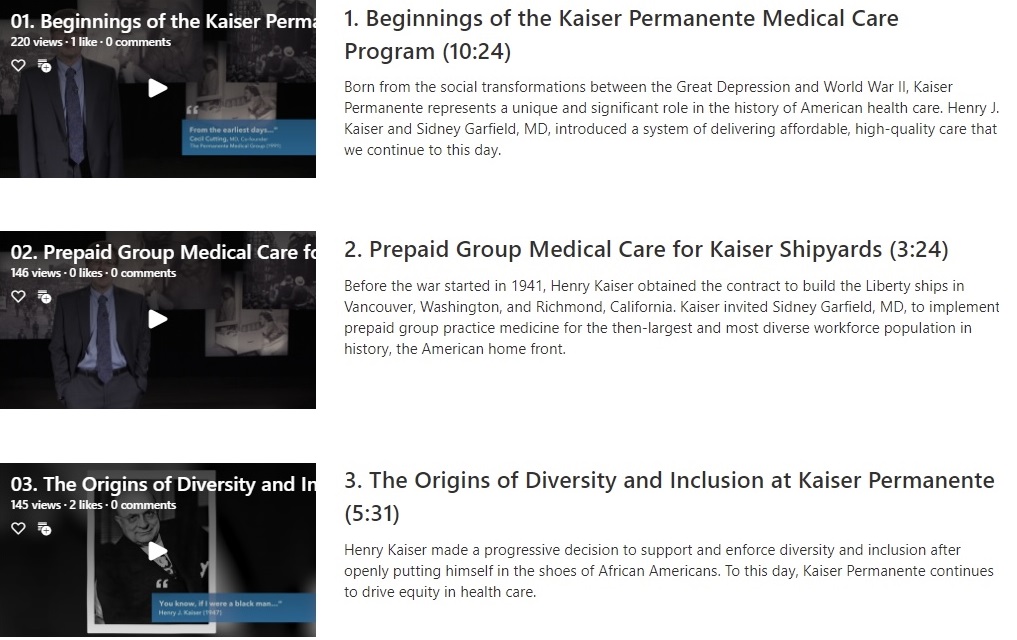 01. Beginnings of the Kaiser Perma
220 views · 1 like · 0 comments
From the earliest days..."
Cecil Cutting, MD, Co-founder
The Permanente Medical Group
1. Beginnings of the Kaiser Permanente Medical Care
Program (10:24)
Born from the social transformations between the Great Depression and World War II, Kaiser
Permanente represents a unique and significant role in the history of American health care. Henry J.
Kaiser and Sidney Garfield, MD, introduced a system of delivering affordable, high-quality care that
we continue to this day.
02. Prepaid Group Medical Care fo
146 views · 0 likes · 0 comments
2. Prepaid Group Medical Care for Kaiser Shipyards (3:24)
Before the war started in 1941, Henry Kaiser obtained the contract to build the Liberty ships in
Vancouver, Washington, and Richmond, California. Kaiser invited Sidney Garfield, MD, to implement
prepaid group practice medicine for the then-largest and most diverse workforce population in
history, the American home front.
03. The Origins of Diversity and In
145 views · 2 likes · 0 comments
“
You know, if I were a black man..."
Henry J. Kaiser (1947)
3. The Origins of Diversity and Inclusion at Kaiser Permanente
(5:31)
Henry Kaiser made a progressive decision to support and enforce diversity and inclusion after
openly putting himself in the shoes of African Americans. To this day, Kaiser Permanente continues
to drive equity in health care.